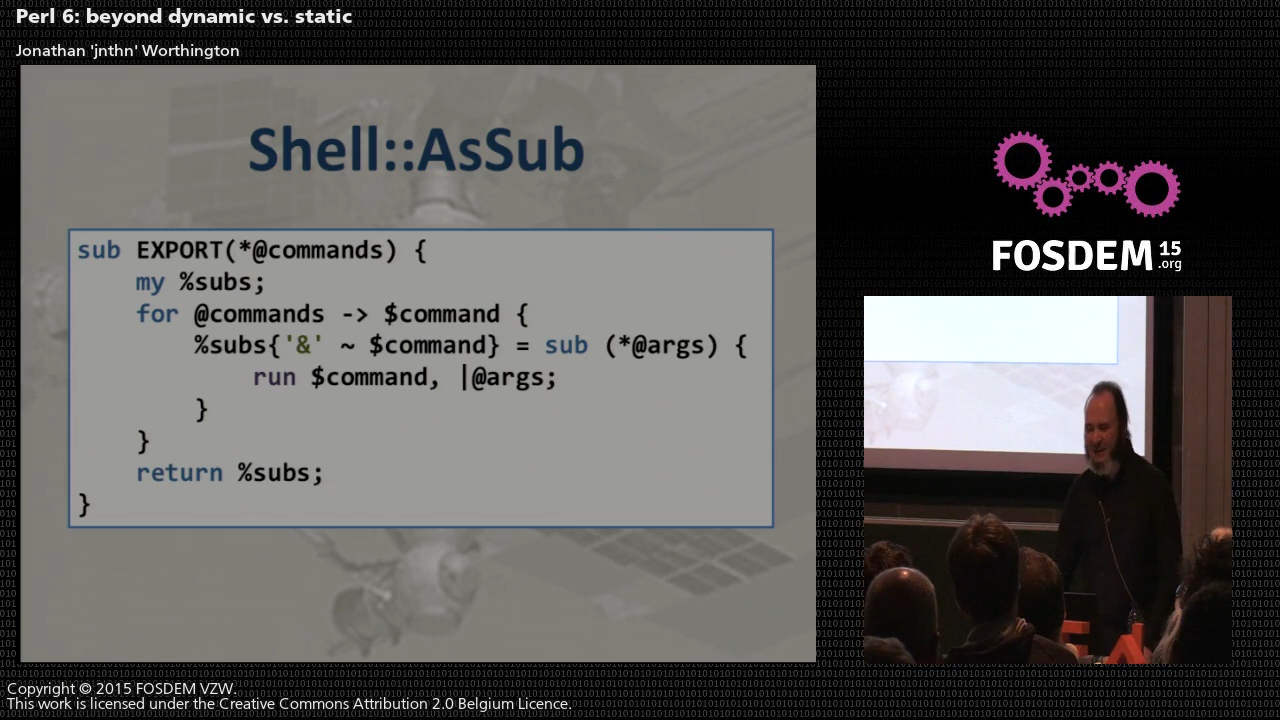 Perl 6: beyond dynamic vs. static
Jonathan 'jnthn' Worthington
Shell::AsSub
sub EXPORT(*@commands) {
    my %subs;
    for @commands -> $command {
        %subs{'&' ~ $command} = sub (*@args) {
            run $command, |@args;
        }
    }
    return %subs;
}
FOSDEM 15
.org
Copyright © 2015 FOSDEM VZW.
This work is licensed under the Creative Commons Attribution 2.0 Belgium Licence.